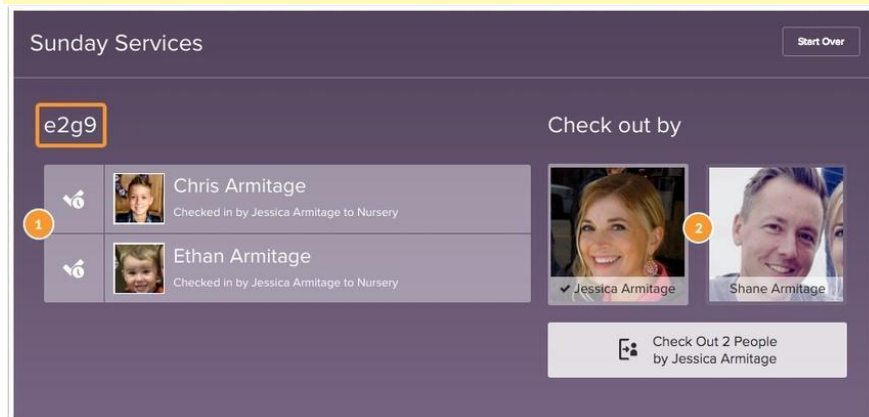 Sunday Services
Start Over
e2g9
Check out by
1
Chris Armitage
Checked in by Jessica Armitage to Nursery
Ethan Armitage
Checked in by Jessica Armitage to Nursery
2
✓ Jessica Armitage
Shane Armitage
Check Out 2 People
by Jessica Armitage